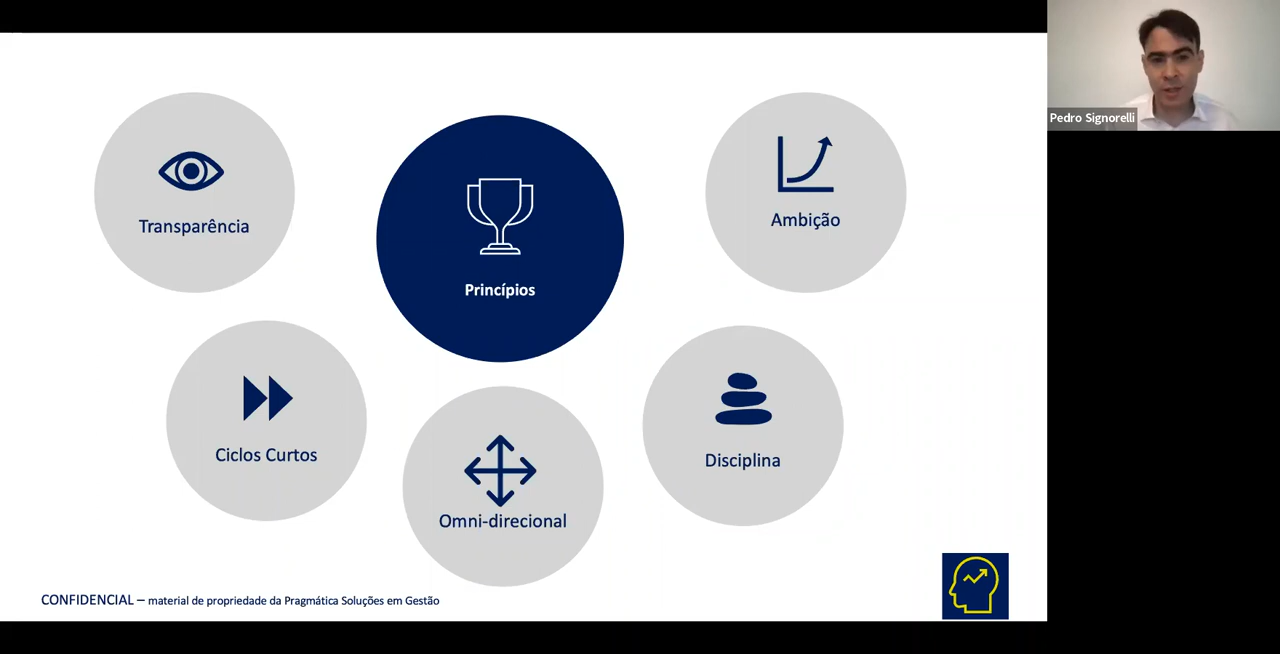 Pedro Signorelli
Transparência
Princípios
Ambição
Ciclos Curtos
Omni-direcional
Disciplina
CONFIDENCIAL – material de propriedade da Pragmática Soluções em Gestão